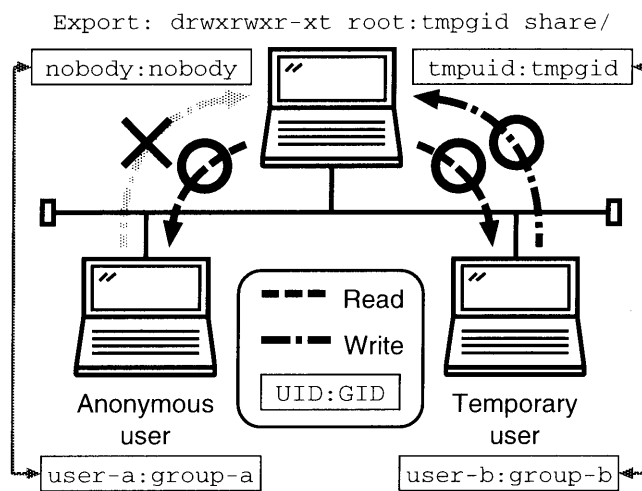 Export: drwxrwxr-xt root:tmpgid share/
nobody:nobody
tmpuid:tmpgid
Read
Write
UID:GID
Anonymous
user
Temporary
user
user-a:group-a
user-b:group-b